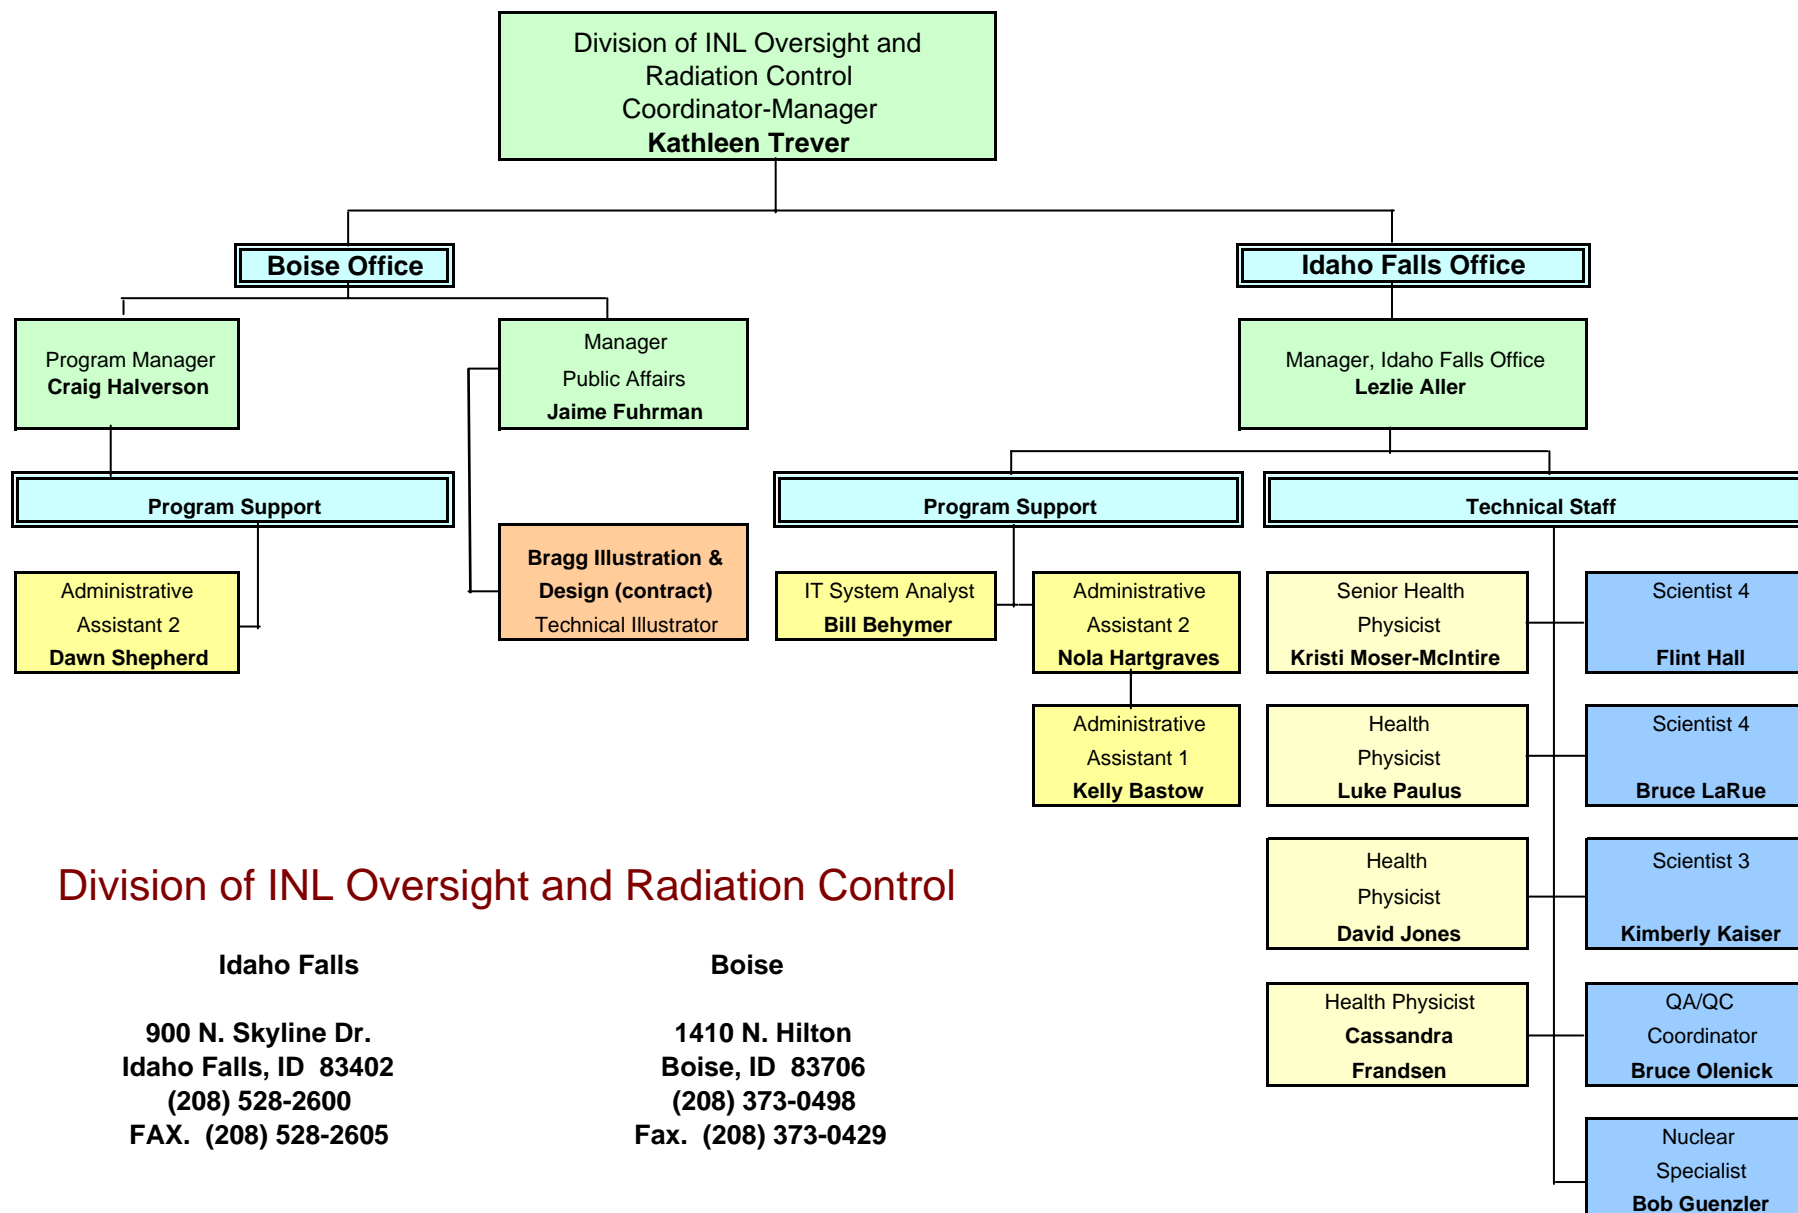 Division of INL Oversight and
Radiation Control
Coordinator-Manager
Kathleen Trever
Boise Office
Idaho Falls Office
Program Manager
Craig Halverson
Manager
Public Affairs
Jaime Fuhrman
Manager, Idaho Falls Office
Lezlie Aller
Program Support
Program Support
Technical Staff
Administrative
Assistant 2
Dawn Shepherd
Bragg Illustration &
Design (contract)
Technical Illustrator
IT System Analyst
Bill Behymer
Administrative
Assistant 2
Nola Hartgraves
Senior Health
Physicist
Kristi Moser-McIntire
Scientist 4
Flint Hall
Administrative
Assistant 1
Kelly Bastow
Health
Physicist
Luke Paulus
Scientist 4
Bruce LaRue
Health
Physicist
David Jones
Scientist 3
Kimberly Kaiser
Health Physicist
Cassandra
Frandsen
QA/QC
Coordinator
Bruce Olenick
Nuclear
Specialist
Bob Guenzler
Division of INL Oversight and Radiation Control
Idaho Falls
900 N. Skyline Dr.
Idaho Falls, ID  83402
(208) 528-2600
FAX.  (208) 528-2605
Boise
1410 N. Hilton
Boise, ID  83706
(208) 373-0498
Fax.  (208) 373-0429